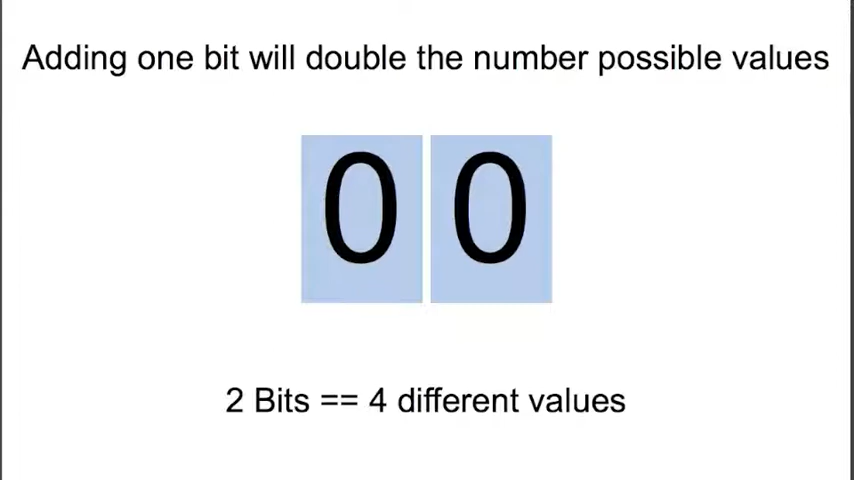 Adding one bit will double the number possible values
0 0
2 Bits == 4 different values